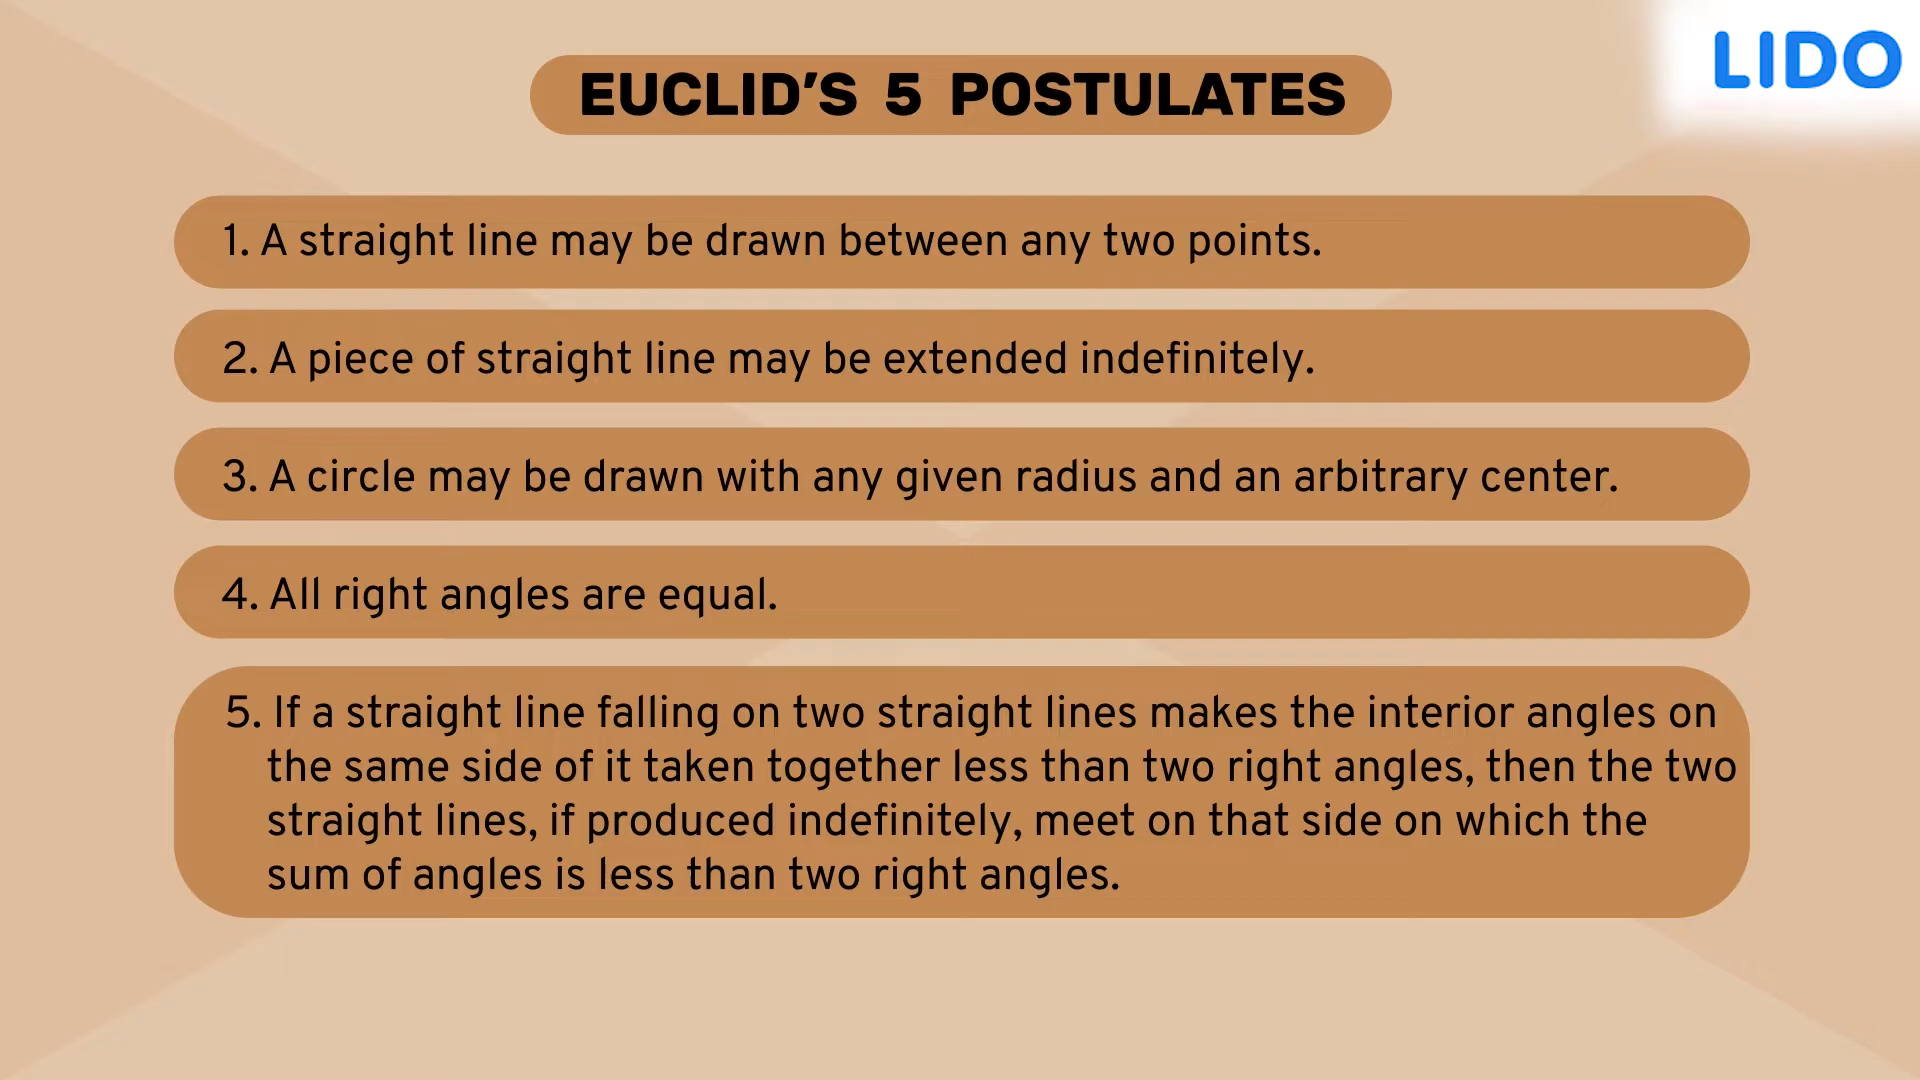 LIDO
EUCLID'S 5 POSTULATES
1. A straight line may be drawn between any two points.
2. A piece of straight line may be extended indefinitely.
3. A circle may be drawn with any given radius and an arbitrary center.
4. All right angles are equal.
5. If a straight line falling on two straight lines makes the interior angles on
the same side of it taken together less than two right angles, then the two
straight lines, if produced indefinitely, meet on that side on which the
sum of angles is less than two right angles.